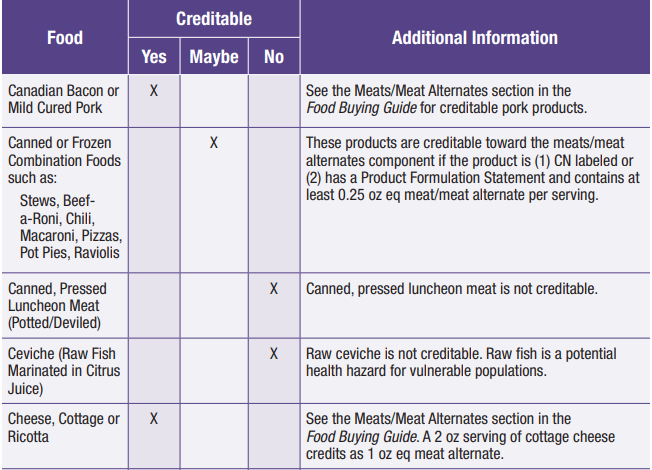 Food
Creditable
Additional Information
Yes
Maybe
No
Canadian Bacon or
Mild Cured Pork
X
See the Meats/Meat Alternates section in the
Food Buying Guide for creditable pork products.
Canned or Frozen
Combination Foods
such as:
Stews, Beef-
a-Roni, Chili,
Macaroni, Pizzas,
Pot Pies, Raviolis
X
These products are creditable toward the meats/meat
alternates component if the product is (1) CN labeled or
(2) has a Product Formulation Statement and contains at
least 0.25 oz eq meat/meat alternate per serving.
Canned, Pressed
Luncheon Meat
(Potted/Deviled)
X
Canned, pressed luncheon meat is not creditable.
Ceviche (Raw Fish
Marinated in Citrus
Juice)
X
Raw ceviche is not creditable. Raw fish is a potential
health hazard for vulnerable populations.
Cheese, Cottage or
Ricotta
X
See the Meats/Meat Alternates section in the
Food Buying Guide. A 2 oz serving of cottage cheese
credits as 1 oz eq meat alternate.